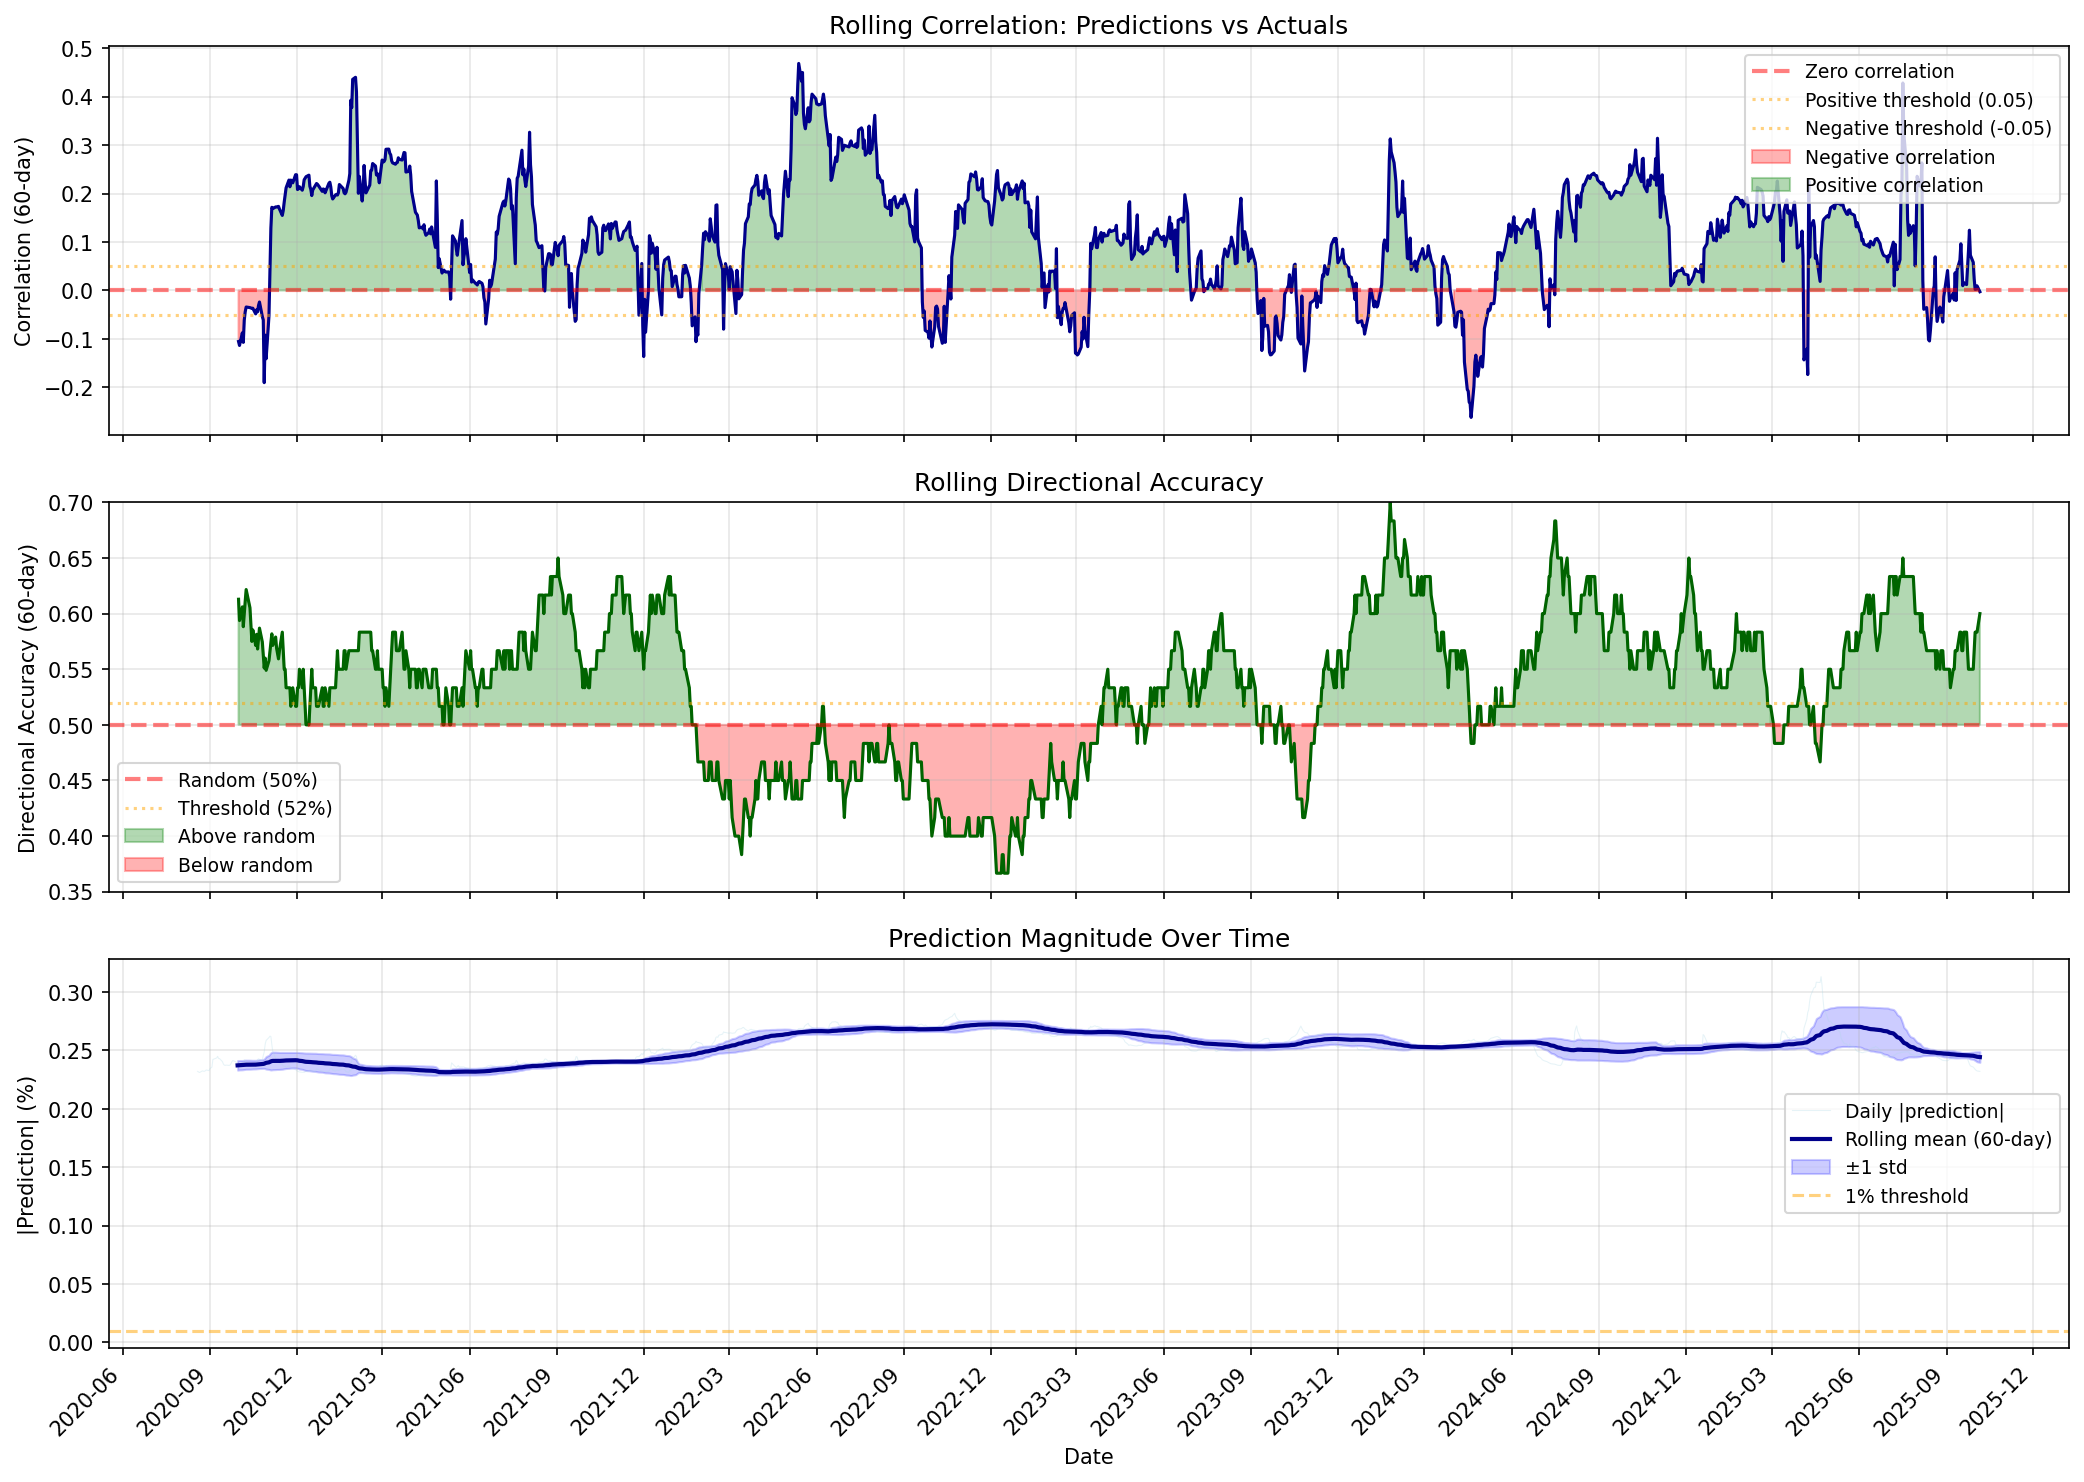 Rolling Correlation: Predictions vs Actuals
Correlation (60-day)
0.5
0.4
0.3
0.2
0.1
0.0
−0.1
−0.2
Zero correlation
Positive threshold (0.05)
Negative threshold (-0.05)
Negative correlation
Positive correlation
Rolling Directional Accuracy
Directional Accuracy (60-day)
0.70
0.65
0.60
0.55
0.50
0.45
0.40
0.35
Random (50%)
Threshold (52%)
Above random
Below random
Prediction Magnitude Over Time
|Prediction| (%)
0.30
0.25
0.20
0.15
0.10
0.05
0.00
Daily |prediction|
Rolling mean (60-day)
±1 std
1% threshold
2020-06
2020-09
2020-12
2021-03
2021-06
2021-09
2021-12
2022-03
2022-06
2022-09
2022-12
2023-03
2023-06
2023-09
2023-12
2024-03
2024-06
2024-09
2024-12
2025-03
2025-06
2025-09
2025-12
Date